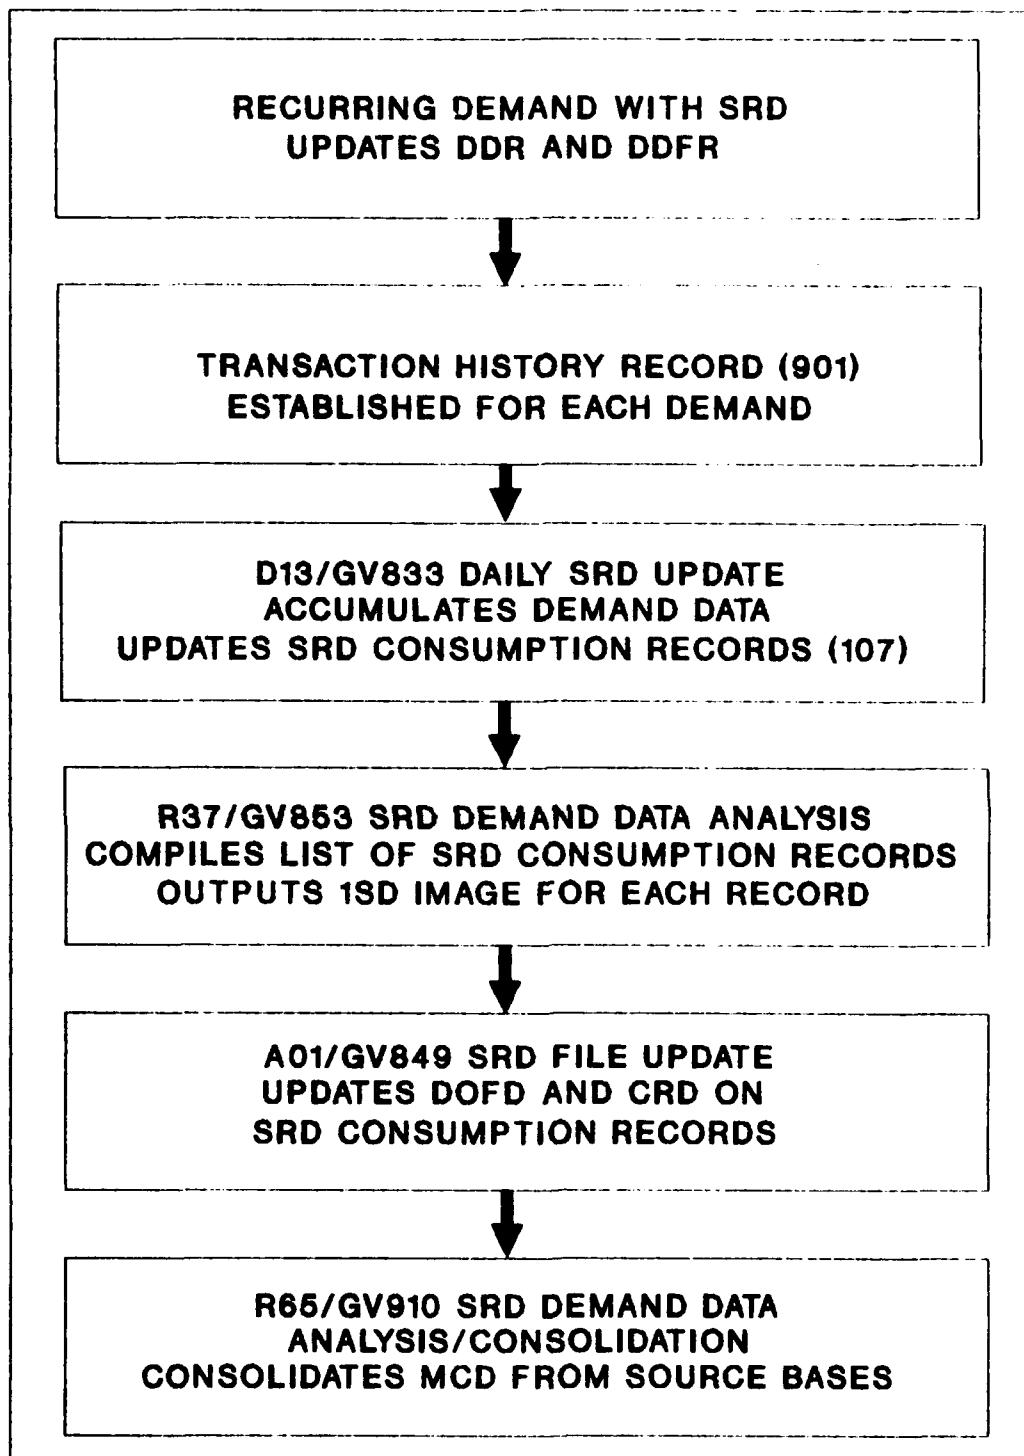 RECURRING DEMAND WITH SRD
UPDATES DDR AND DDFR
TRANSACTION HISTORY RECORD (901)
ESTABLISHED FOR EACH DEMAND
D13/GV833 DAILY SRD UPDATE
ACCUMULATES DEMAND DATA
UPDATES SRD CONSUMPTION RECORDS (107)
R37/GV853 SRD DEMAND DATA ANALYSIS
COMPILES LIST OF SRD CONSUMPTION RECORDS
OUTPUTS 1SD IMAGE FOR EACH RECORD
A01/GV849 SRD FILE UPDATE
UPDATES DOFD AND CRD ON
SRD CONSUMPTION RECORDS
R65/GV910 SRD DEMAND DATA
ANALYSIS/CONSOLIDATION
CONSOLIDATES MCD FROM SOURCE BASES